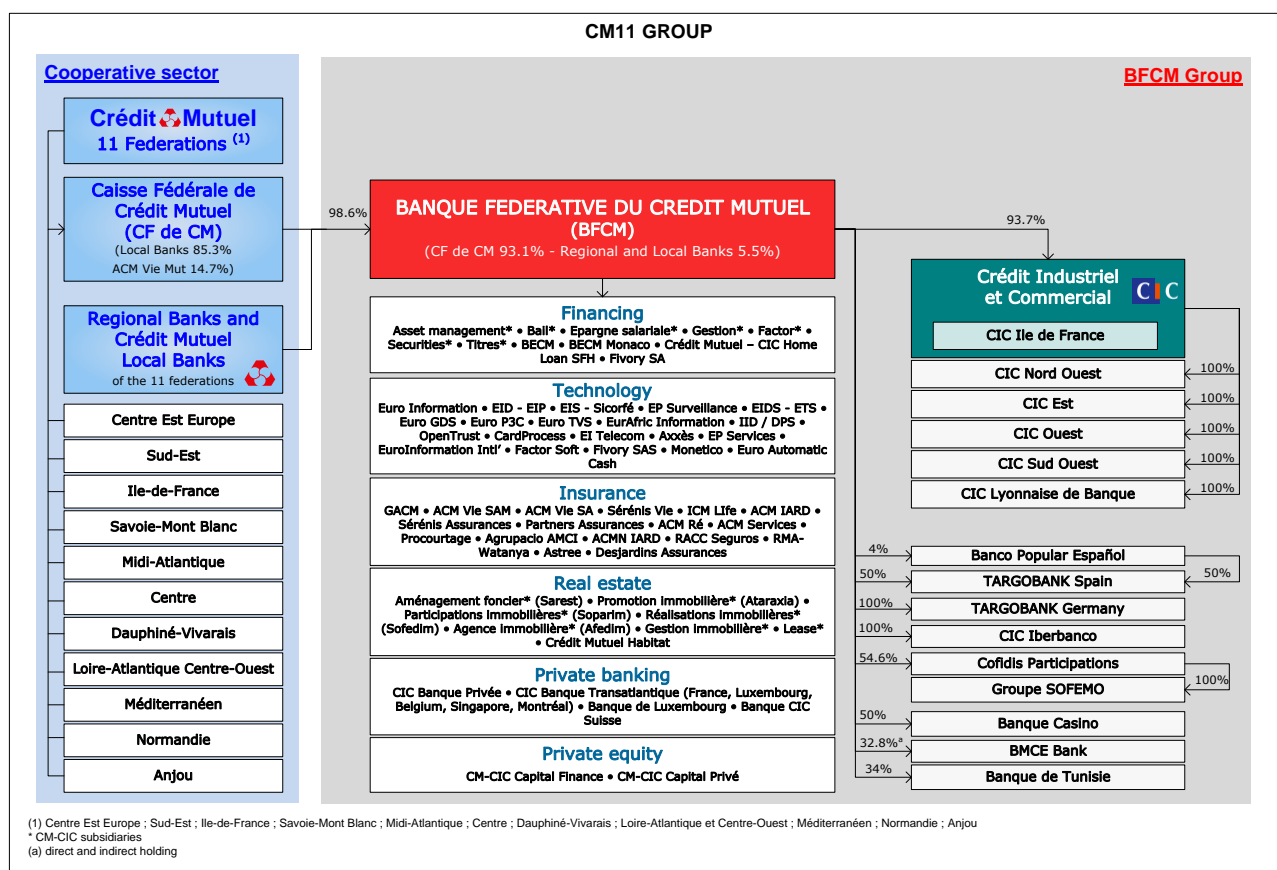 CM11 GROUP
Cooperative sector
Crédit Mutuel
11 Federations (1)
Caisse Fédérale de
Crédit Mutuel
(CF de CM)
(Local Banks 85.3%
ACM Vie Mut 14.7%)
Regional Banks and
Crédit Mutuel
Local Banks
of the 11 federations
Centre Est Europe
Sud-Est
Ile-de-France
Savoie-Mont Blanc
Midi-Atlantique
Centre
Dauphiné-Vivarais
Loire-Atlantique Centre-Ouest
Méditerranéen
Normandie
Anjou
BFCM Group
98.6%
BANQUE FEDERATIVE DU CREDIT MUTUEL
(BFCM)
(CF de CM 93.1% - Regional and Local Banks 5.5%)
Financing
Asset management* • Bail* • Epargne salariale* • Gestion* • Factor* •
Securities* • Titres* • BECM • BECM Monaco • Crédit Mutuel – CIC Home
Loan SFH • Fivory SA
Technology
Euro Information • EID - EIP • EIS - Sicorfé • EP Surveillance • EIDS - ETS •
Euro GDS • Euro P3C • Euro TVS • EurAfric Information • IID / DPS •
OpenTrust • CardProcess • EI Telecom • Axxès • EP Services •
EuroInformation Intl’ • Factor Soft • Fivory SAS • Monetico • Euro Automatic
Cash
Insurance
GACM • ACM Vie SAM • ACM Vie SA • Sérénis Vie • ICM LIfe • ACM IARD •
Sérénis Assurances • Partners Assurances • ACM Ré • ACM Services •
Procourtage • Agrupacio AMCI • ACMN IARD • RACC Seguros • RMA-
Watanya • Astree • Desjardins Assurances
Real estate
Aménagement foncier* (Sarest) • Promotion immobilière* (Ataraxia) •
Participations immobilières* (Soparim) • Réalisations immobilières*
(Sofedim) • Agence immobilière* (Afedim) • Gestion immobilière* • Lease*
• Crédit Mutuel Habitat
Private banking
CIC Banque Privée • CIC Banque Transatlantique (France, Luxembourg,
Belgium, Singapore, Montréal) • Banque de Luxembourg • Banque CIC
Suisse
Private equity
CM-CIC Capital Finance • CM-CIC Capital Privé
93.7%
Crédit Industriel
et Commercial
CIC
CIC Ile de France
CIC Nord Ouest
100%
CIC Est
100%
CIC Ouest
100%
CIC Sud Ouest
100%
CIC Lyonnaise de Banque
100%
4%
Banco Popular Español
50%
TARGOBANK Spain
50%
100%
TARGOBANK Germany
100%
CIC Iberbanco
54.6%
Cofidis Participations
Groupe SOFEMO
100%
50%
Banque Casino
32.8%a
BMCE Bank
34%
Banque de Tunisie
(1) Centre Est Europe ; Sud-Est ; Ile-de-France ; Savoie-Mont Blanc ; Midi-Atlantique ; Centre ; Dauphiné-Vivarais ; Loire-Atlantique et Centre-Ouest ; Méditerranéen ; Normandie ; Anjou
* CM-CIC subsidiaries
(a) direct and indirect holding